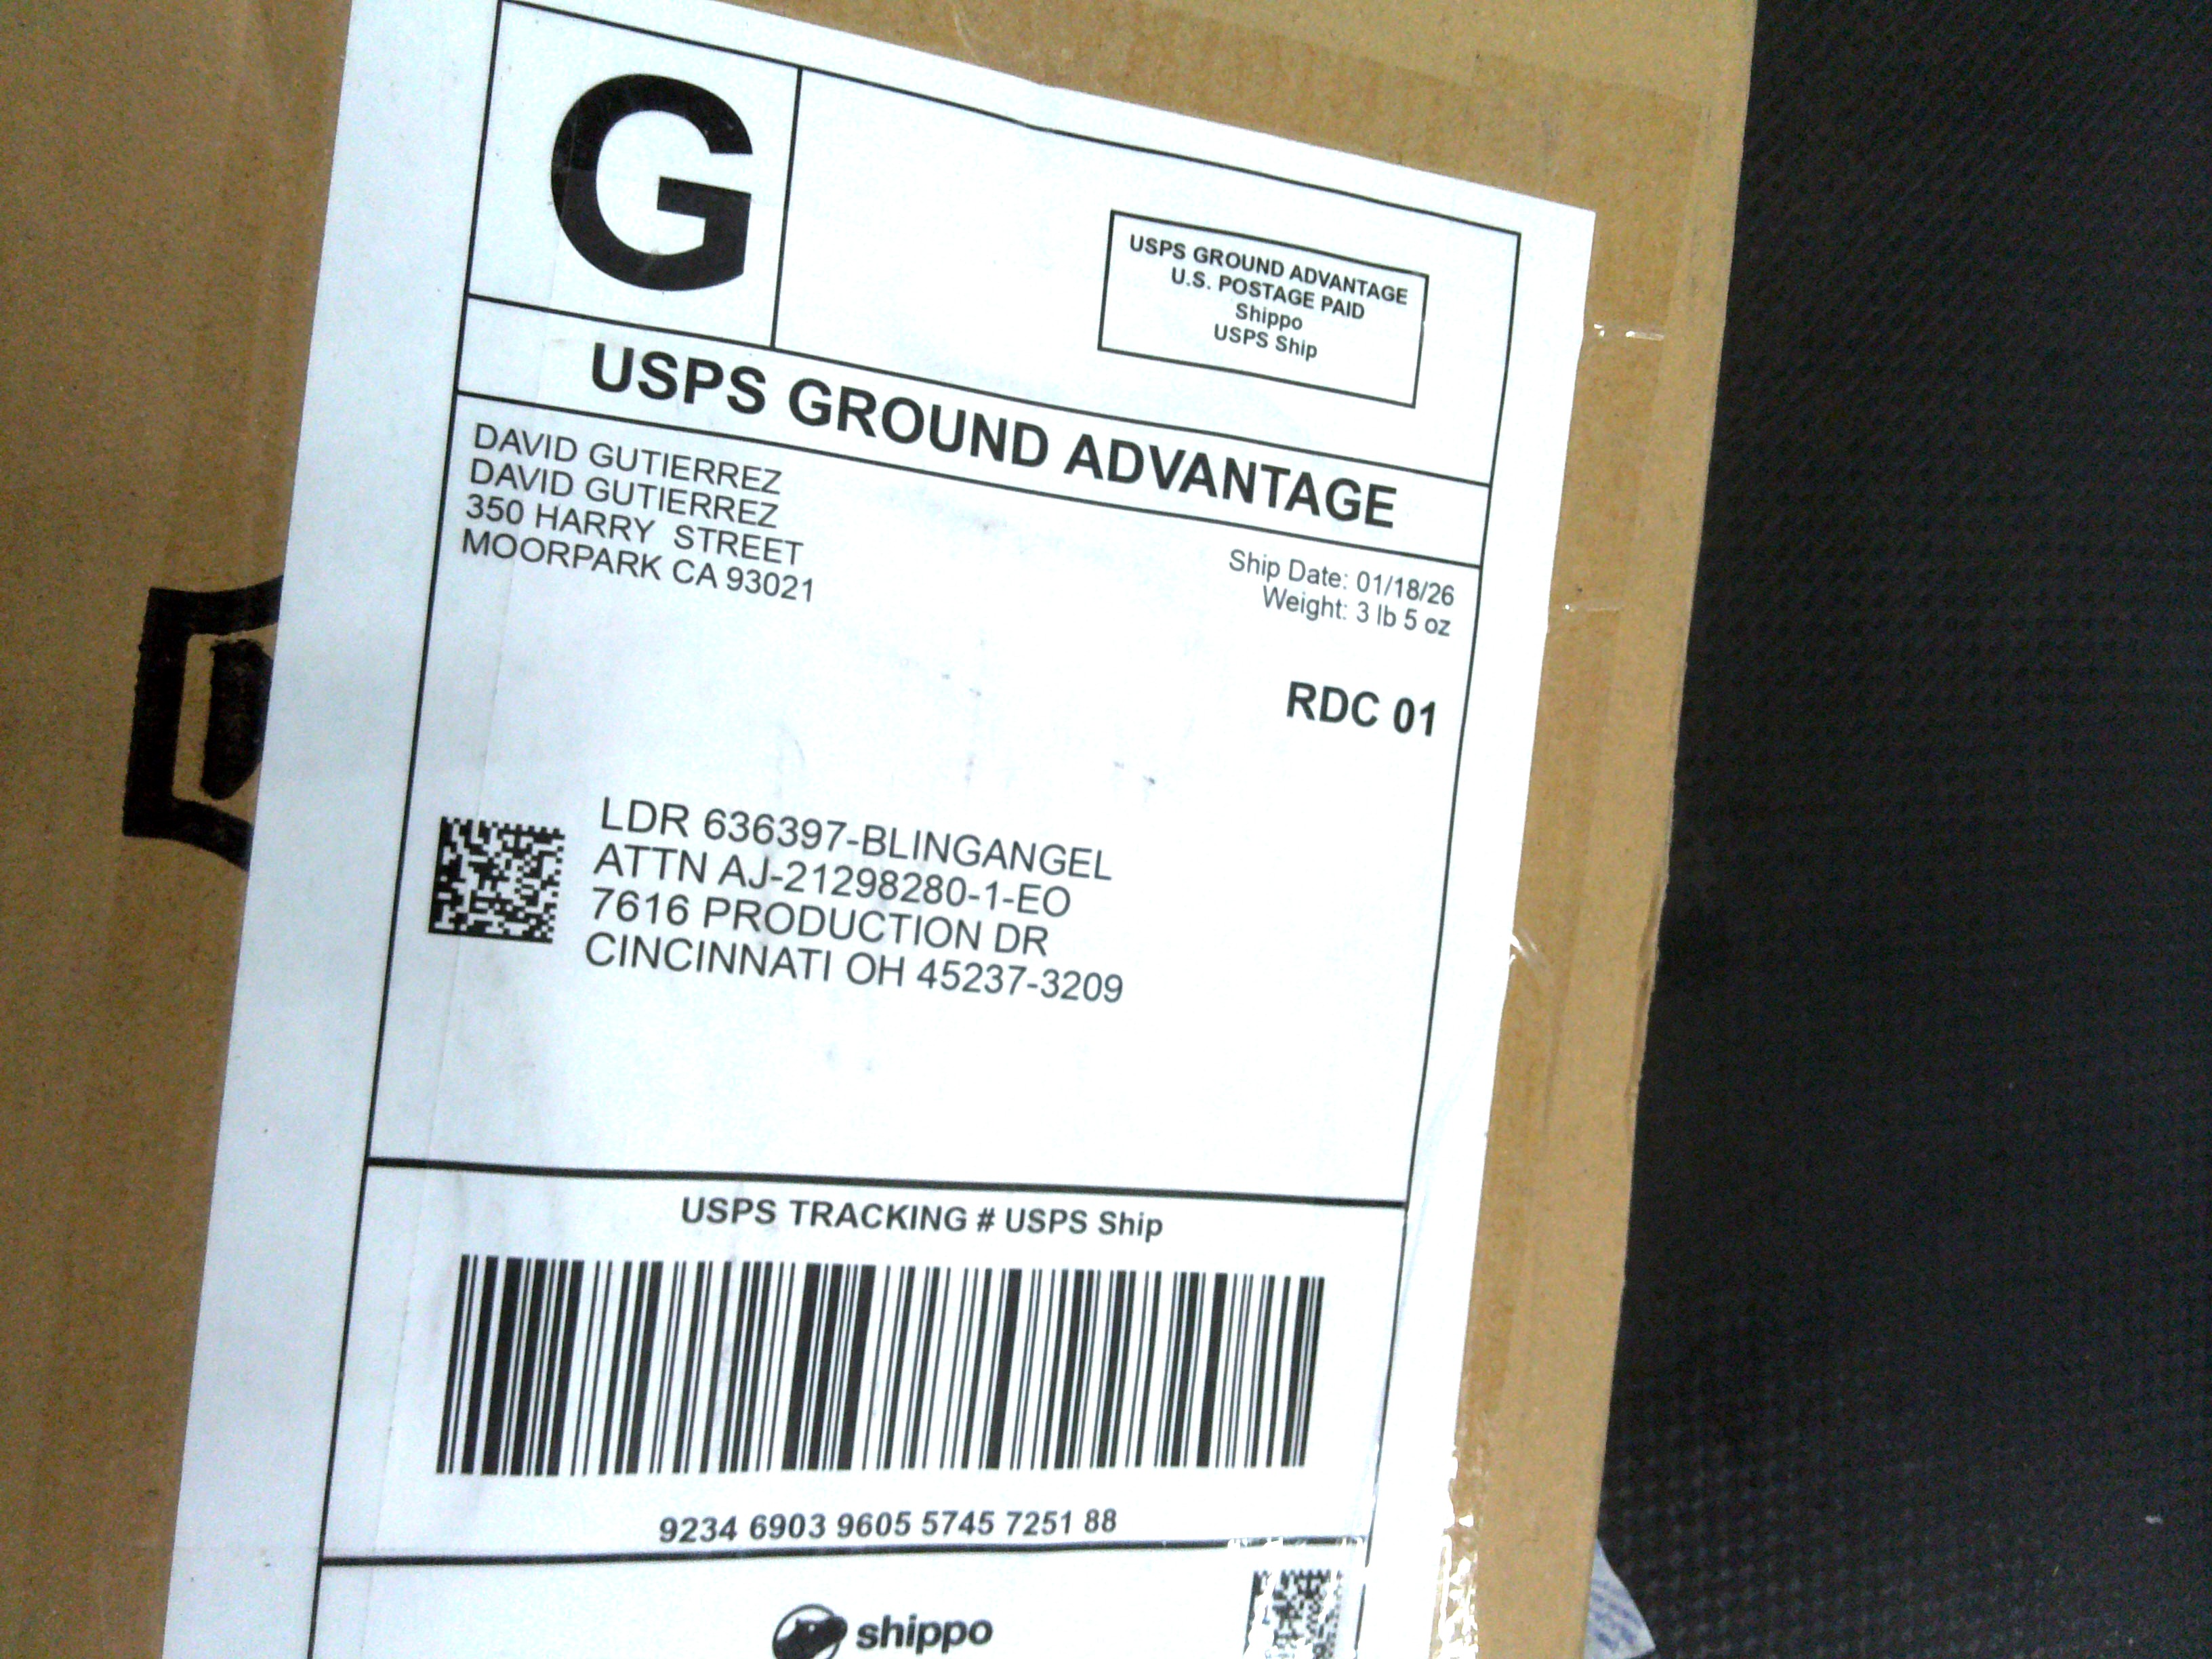 G
USPS GROUND ADVANTAGE
U.S. POSTAGE PAID
Shippo
USPS Ship
USPS GROUND ADVANTAGE
DAVID GUTIERREZ
DAVID GUTIERREZ
350 HARRY STREET
MOORPARK CA 93021
Ship Date: 01/18/26
Weight: 3 lb 5 oz
RDC 01
LDR 636397-BLINGANGEL
ATTN AJ-21298280-1-EO
7616 PRODUCTION DR
CINCINNATI OH 45237-3209
USPS TRACKING # USPS Ship
9234 6903 9605 5745 7251 88
shippo